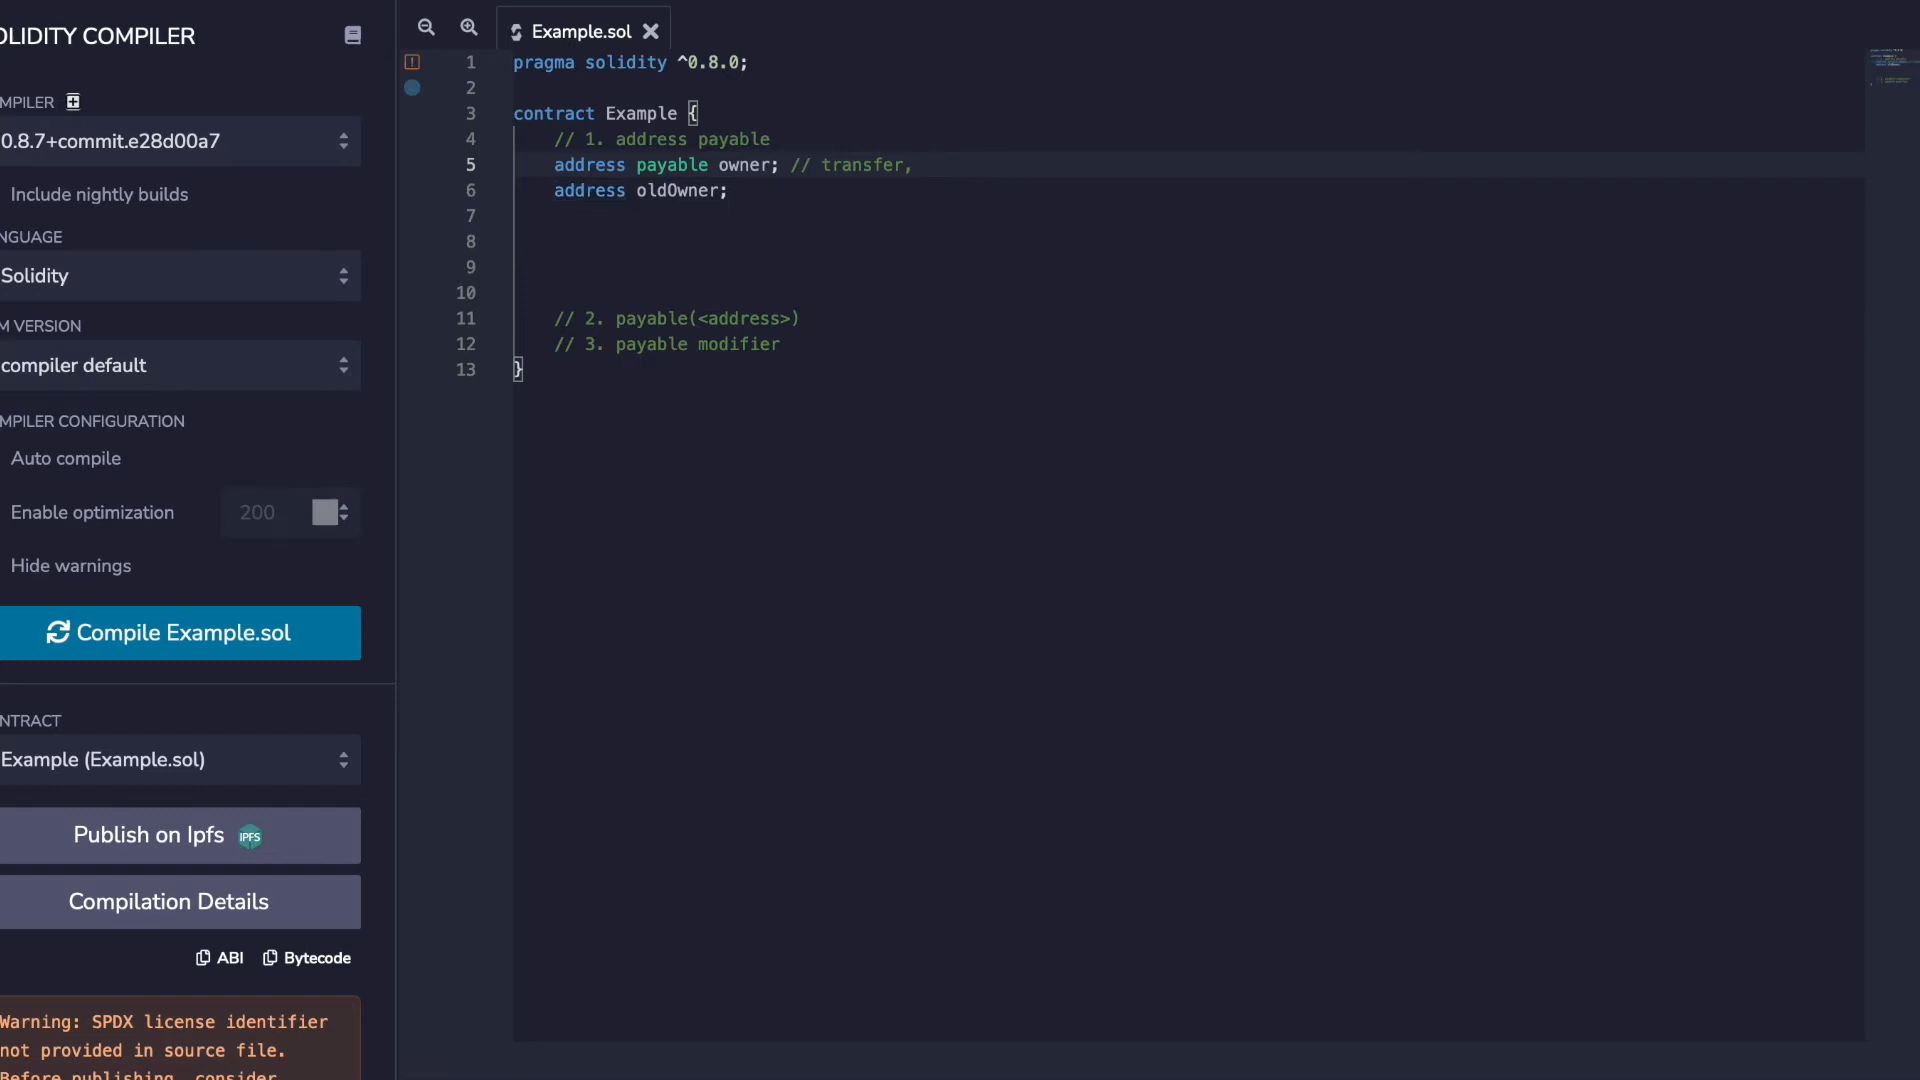 OLIDITY COMPILER
MPILER
0.8.7+commit.e28d00a7
Include nightly builds
NGUAGE
Solidity
M VERSION
compiler default
MPILER CONFIGURATION
Auto compile
Enable optimization 200
Hide warnings
Compile Example.sol
NTRACT
Example (Example.sol)
Publish on Ipfs IPFS
Compilation Details
ABI Bytecode
Warning: SPDX license identifier
not provided in source file.
Before publishing, consider
Example.sol
1 pragma solidity ^0.8.0;
2
3 contract Example {
4 // 1. address payable
5 address payable owner; // transfer,
6 address oldOwner;
7
8
9
10
11 // 2. payable(<address>)
12 // 3. payable modifier
13 }